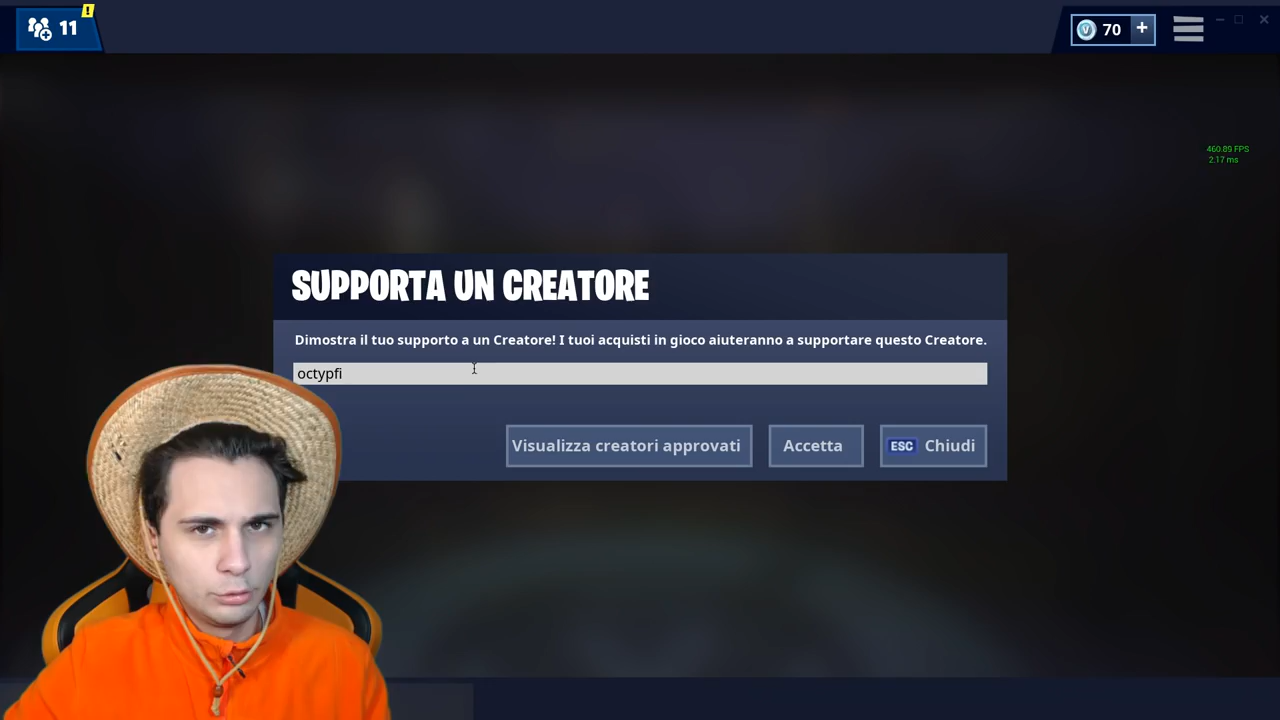 11
!
70 +
460.89 FPS
2.17 ms
SUPPORTA UN CREATORE
Dimostra il tuo supporto a un Creatore! I tuoi acquisti in gioco aiuteranno a supportare questo Creatore.
octypfi
Visualizza creatori approvati
Accetta
ESC Chiudi